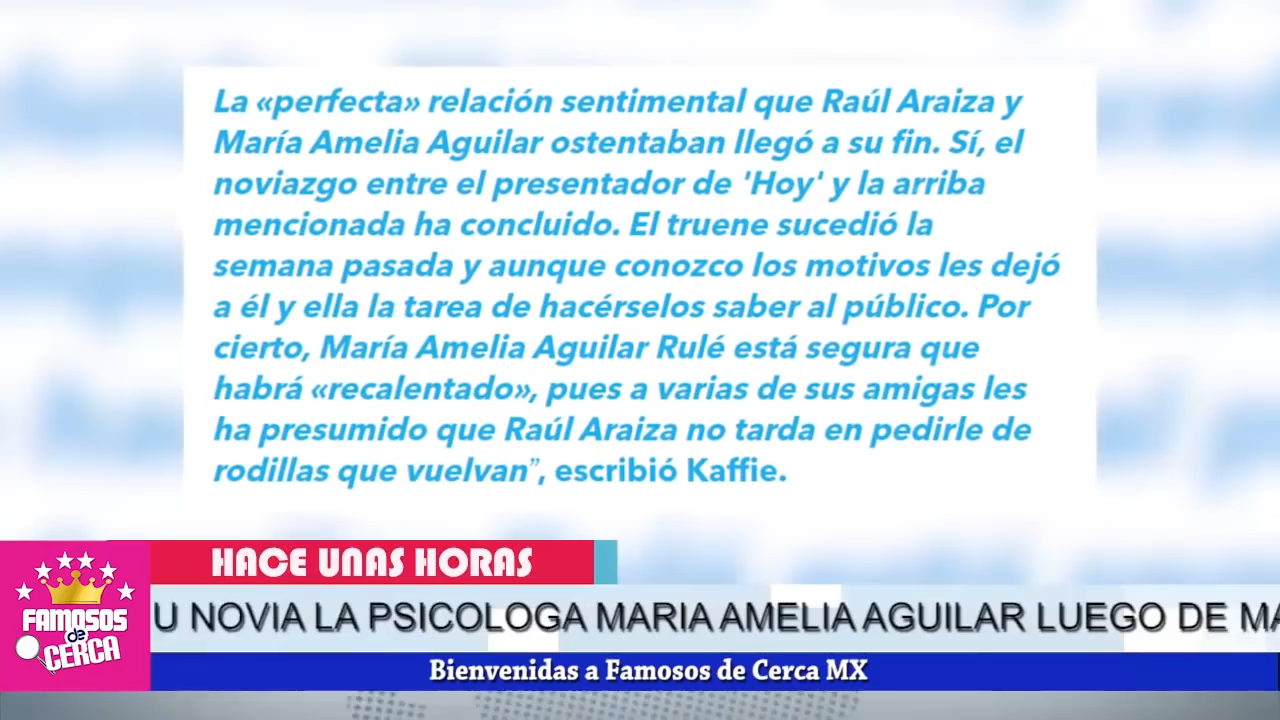 La «perfecta» relación sentimental que Raúl Araiza y
María Amelia Aguilar ostentaban llegó a su fin. Sí, el
noviazgo entre el presentador de 'Hoy' y la arriba
mencionada ha concluido. El truene sucedió la
semana pasada y aunque conozco los motivos les dejó
a él y ella la tarea de hacérselos saber al público. Por
cierto, María Amelia Aguilar Rulé está segura que
habrá «recalentado», pues a varias de sus amigas les
ha presumido que Raúl Araiza no tarda en pedirle de
rodillas que vuelvan”, escribió Kaffie.
HACE UNAS HORAS
FAMOSOS
de
CERCA
U NOVIA LA PSICOLOGA MARIA AMELIA AGUILAR LUEGO DE MA
Bienvenidas a Famosos de Cerca MX